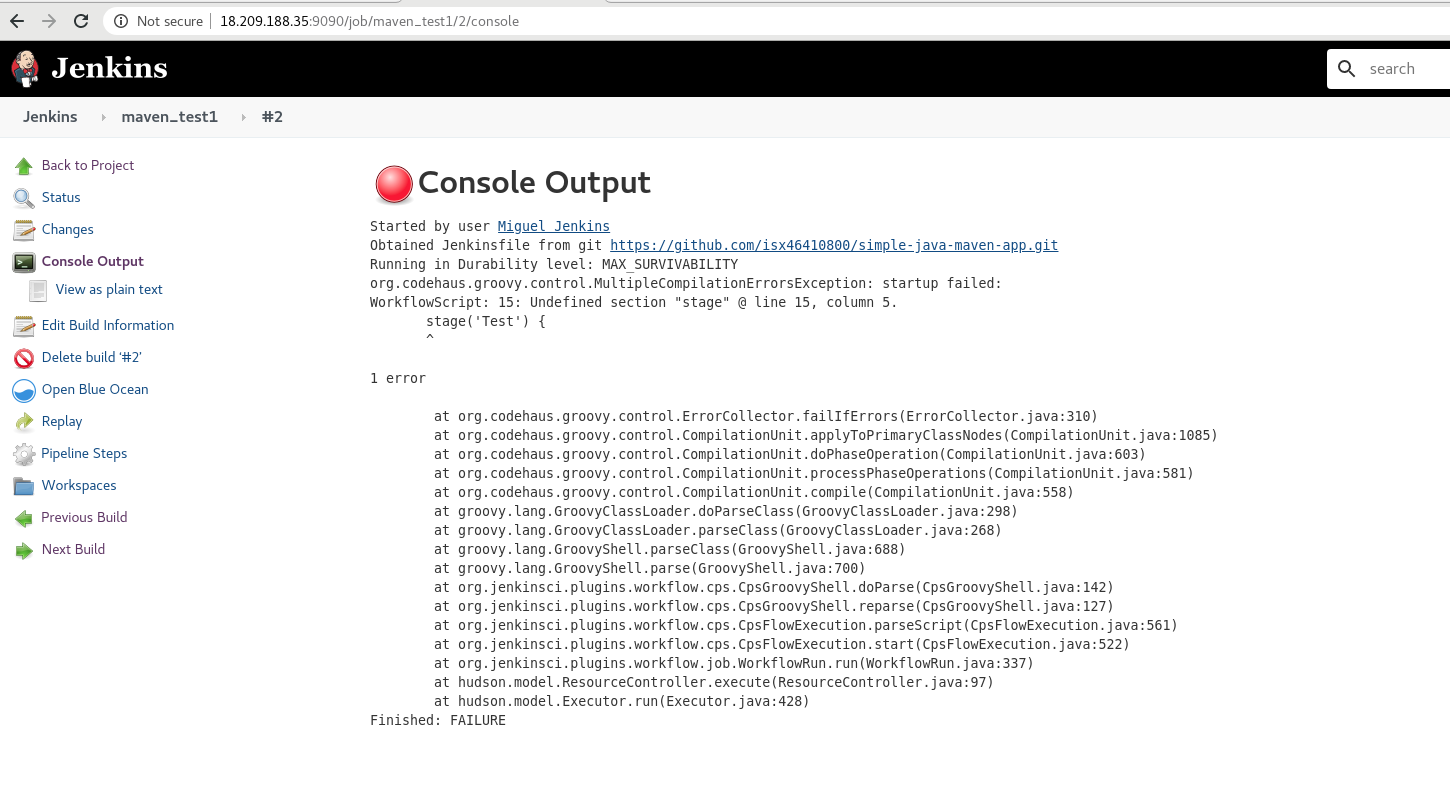 Not secure 18.209.188.35:9090/job/maven_test1/2/console
Jenkins
search
Jenkins maven_test1 #2
Back to Project
Status
Changes
Console Output
View as plain text
Edit Build Information
Delete build ‘#2’
Open Blue Ocean
Replay
Pipeline Steps
Workspaces
Previous Build
Next Build
Console Output
Started by user Miguel Jenkins
Obtained Jenkinsfile from git https://github.com/isx46410800/simple-java-maven-app.git
Running in Durability level: MAX_SURVIVABILITY
org.codehaus.groovy.control.MultipleCompilationErrorsException: startup failed:
WorkflowScript: 15: Undefined section "stage" @ line 15, column 5.
stage('Test') {
^
1 error
at org.codehaus.groovy.control.ErrorCollector.failIfErrors(ErrorCollector.java:310)
at org.codehaus.groovy.control.CompilationUnit.applyToPrimaryClassNodes(CompilationUnit.java:1085)
at org.codehaus.groovy.control.CompilationUnit.doPhaseOperation(CompilationUnit.java:603)
at org.codehaus.groovy.control.CompilationUnit.processPhaseOperations(CompilationUnit.java:581)
at org.codehaus.groovy.control.CompilationUnit.compile(CompilationUnit.java:558)
at groovy.lang.GroovyClassLoader.doParseClass(GroovyClassLoader.java:298)
at groovy.lang.GroovyClassLoader.parseClass(GroovyClassLoader.java:268)
at groovy.lang.GroovyShell.parseClass(GroovyShell.java:688)
at groovy.lang.GroovyShell.parse(GroovyShell.java:700)
at org.jenkinsci.plugins.workflow.cps.CpsGroovyShell.doParse(CpsGroovyShell.java:142)
at org.jenkinsci.plugins.workflow.cps.CpsGroovyShell.reparse(CpsGroovyShell.java:127)
at org.jenkinsci.plugins.workflow.cps.CpsFlowExecution.parseScript(CpsFlowExecution.java:561)
at org.jenkinsci.plugins.workflow.cps.CpsFlowExecution.start(CpsFlowExecution.java:522)
at org.jenkinsci.plugins.workflow.job.WorkflowRun.run(WorkflowRun.java:337)
at hudson.model.ResourceController.execute(ResourceController.java:97)
at hudson.model.Executor.run(Executor.java:428)
Finished: FAILURE